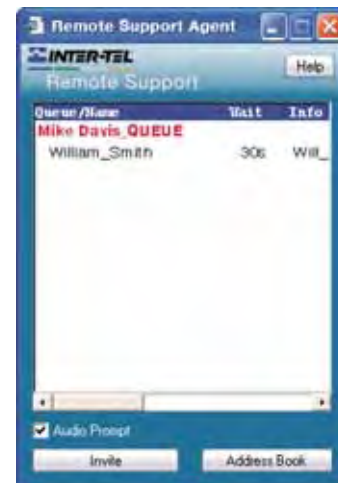 Remote Support Agent
INTER-TEL
Help
Remote Support
Queue/Name Wait Info
Mike Davis_QUEUE
William_Smith 30s Will_
Audio Prompt
Invite Address Book